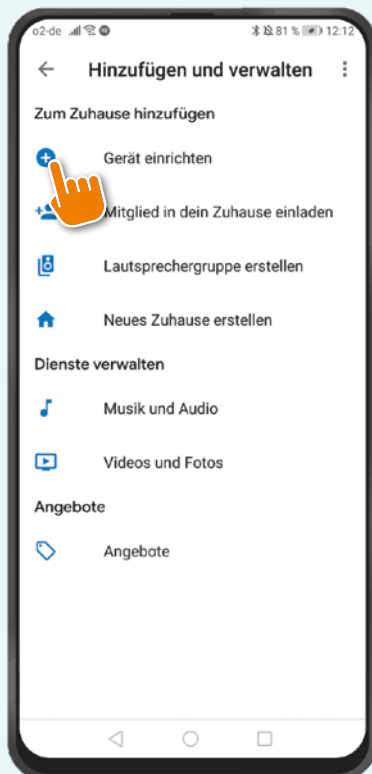 o2-de 81 % 12:12
Hinzufügen und verwalten
Zum Zuhause hinzufügen
Gerät einrichten
Mitglied in dein Zuhause einladen
Lautsprechergruppe erstellen
Neues Zuhause erstellen
Dienste verwalten
Musik und Audio
Videos und Fotos
Angebote
Angebote